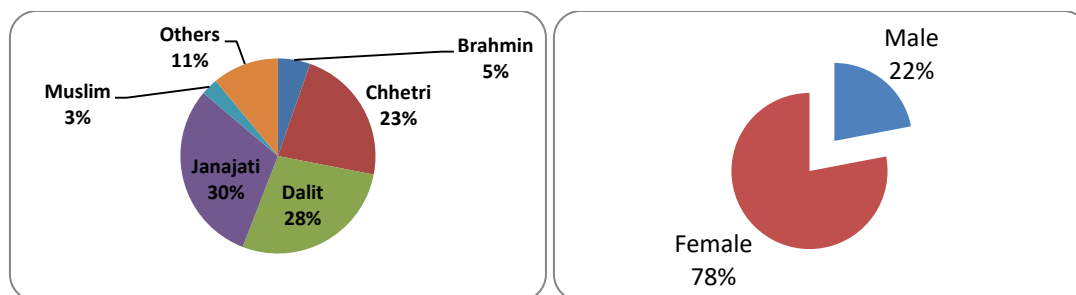 Others
11%
Brahmin
5%
Muslim
3%
Chhetri
23%
Janajati
30%
Dalit
28%
Male
22%
Female
78%